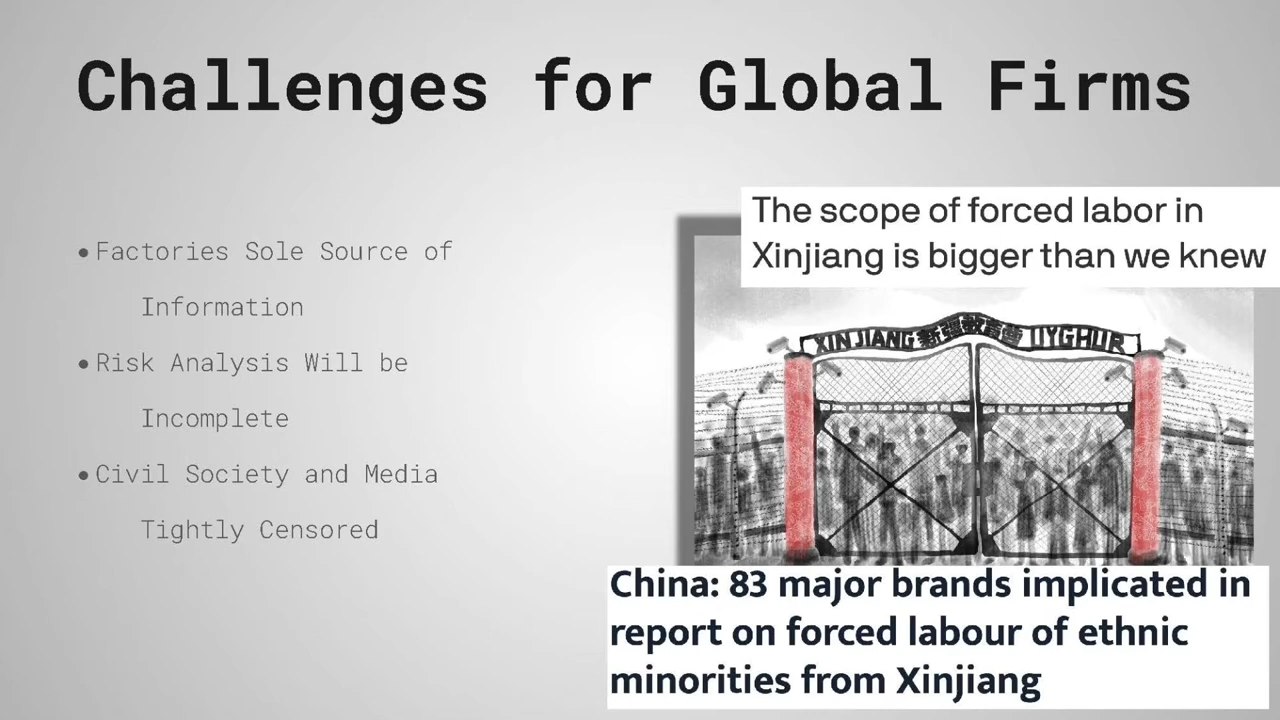 Challenges for Global Firms
• Factories Sole Source of
Information
• Risk Analysis Will be
Incomplete
• Civil Society and Media
Tightly Censored
The scope of forced labor in
Xinjiang is bigger than we knew
XINJIANG UYGHUR
China: 83 major brands implicated in
report on forced labour of ethnic
minorities from Xinjiang